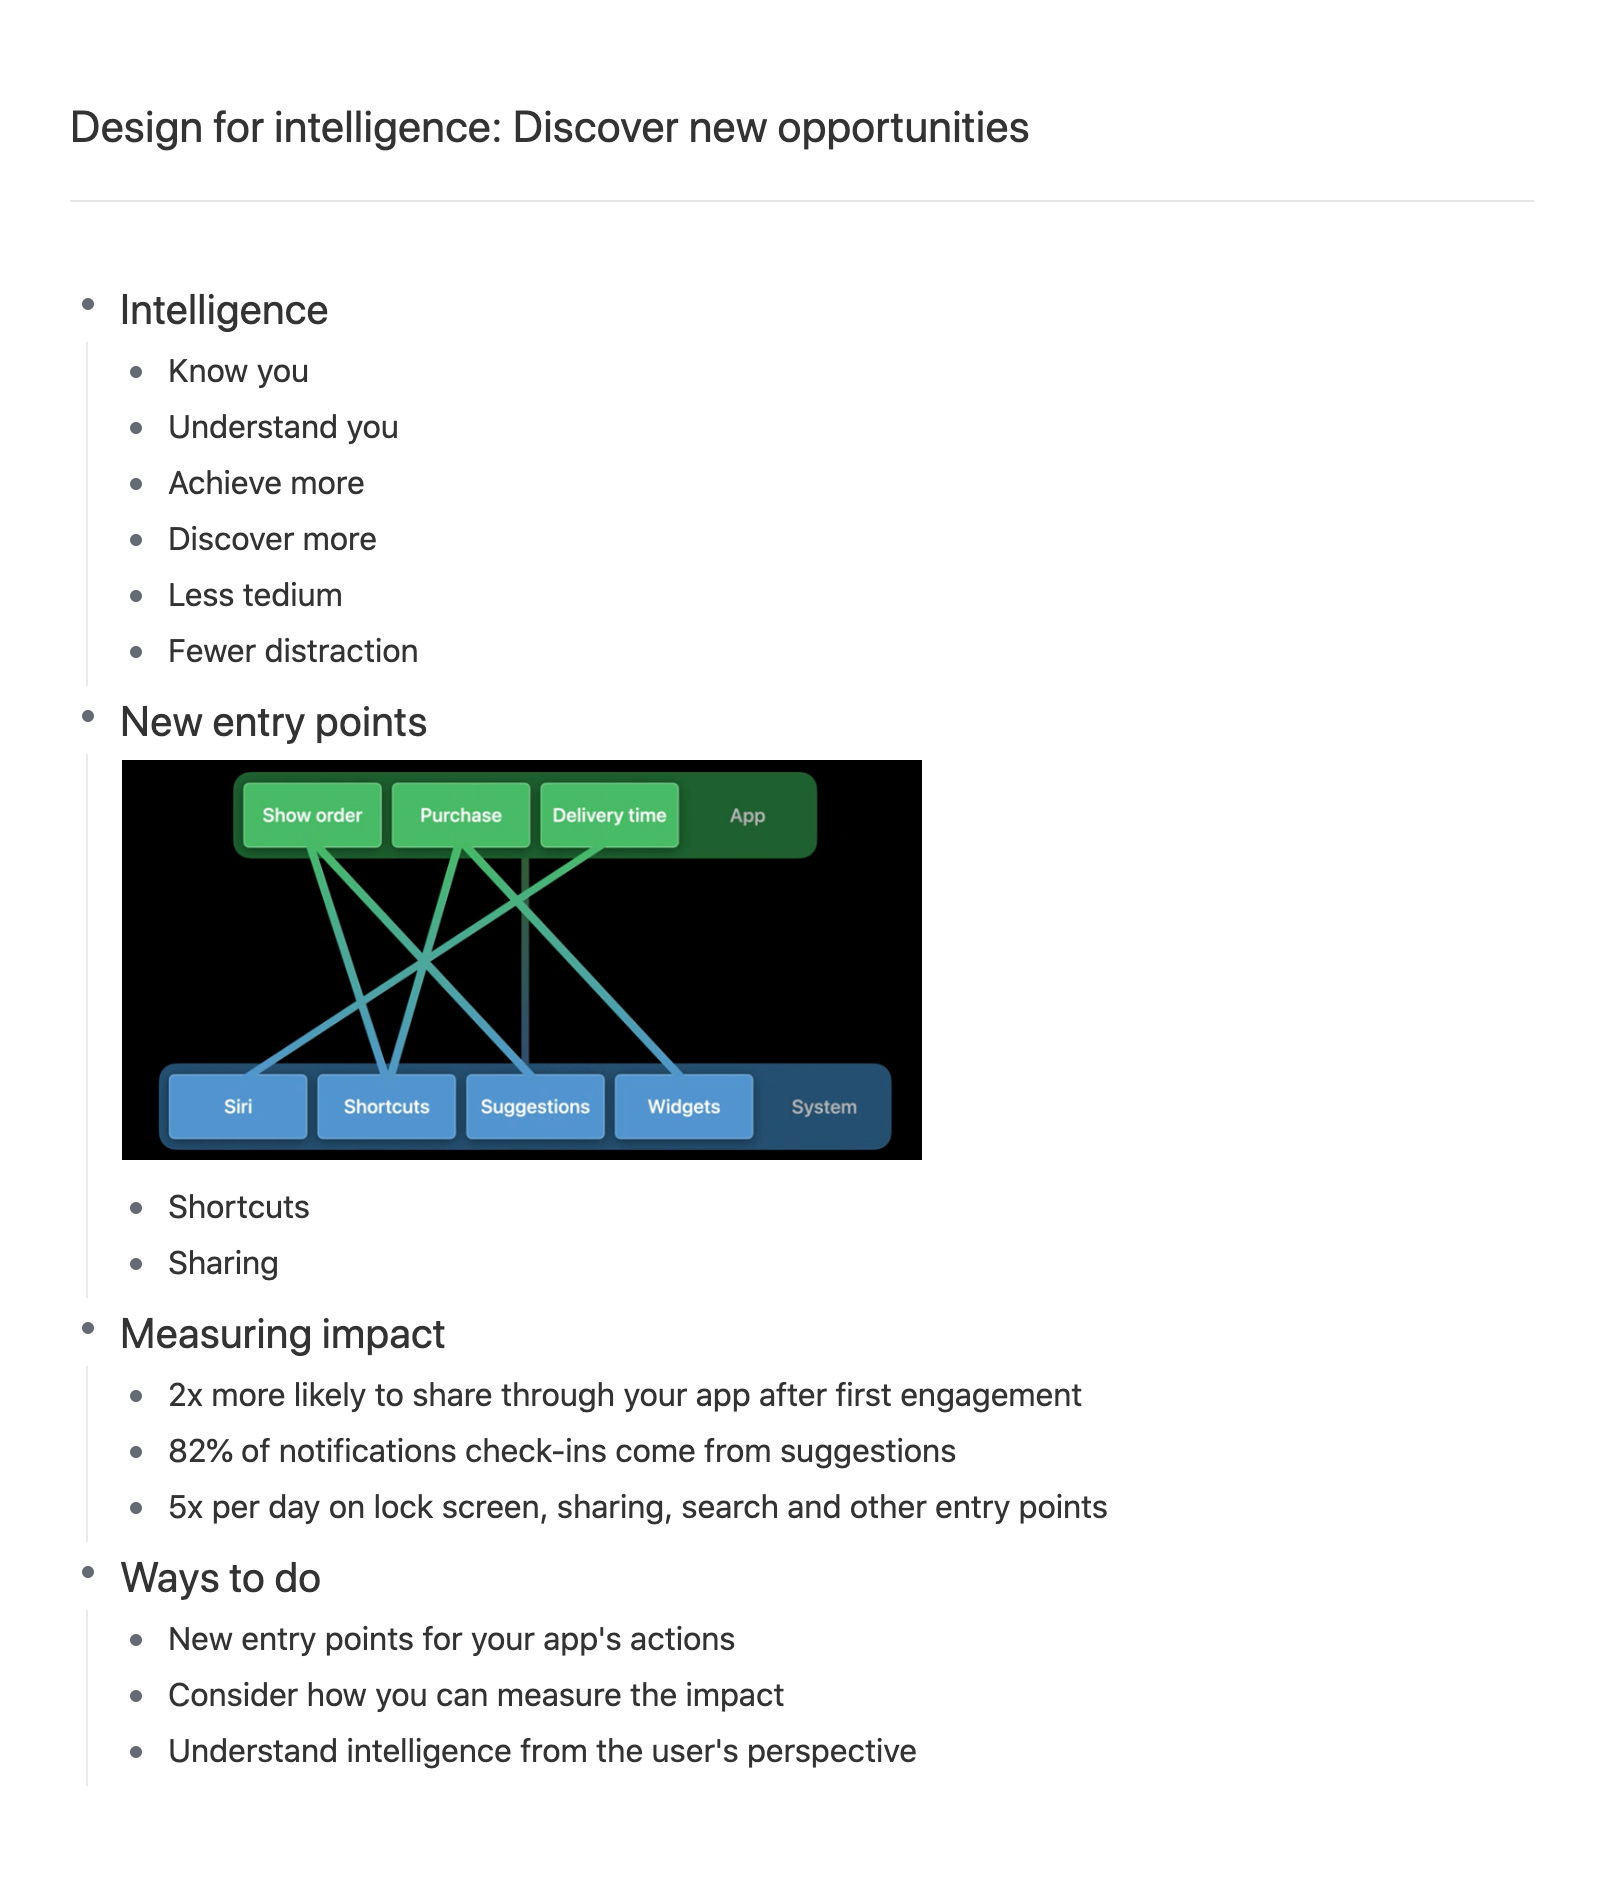 Design for intelligence: Discover new opportunities
Intelligence
Know you
Understand you
Achieve more
Discover more
Less tedium
Fewer distraction
New entry points
Show order Purchase Delivery time App
Siri Shortcuts Suggestions Widgets System
Shortcuts
Sharing
Measuring impact
2x more likely to share through your app after first engagement
82% of notifications check-ins come from suggestions
5x per day on lock screen, sharing, search and other entry points
Ways to do
New entry points for your app's actions
Consider how you can measure the impact
Understand intelligence from the user's perspective